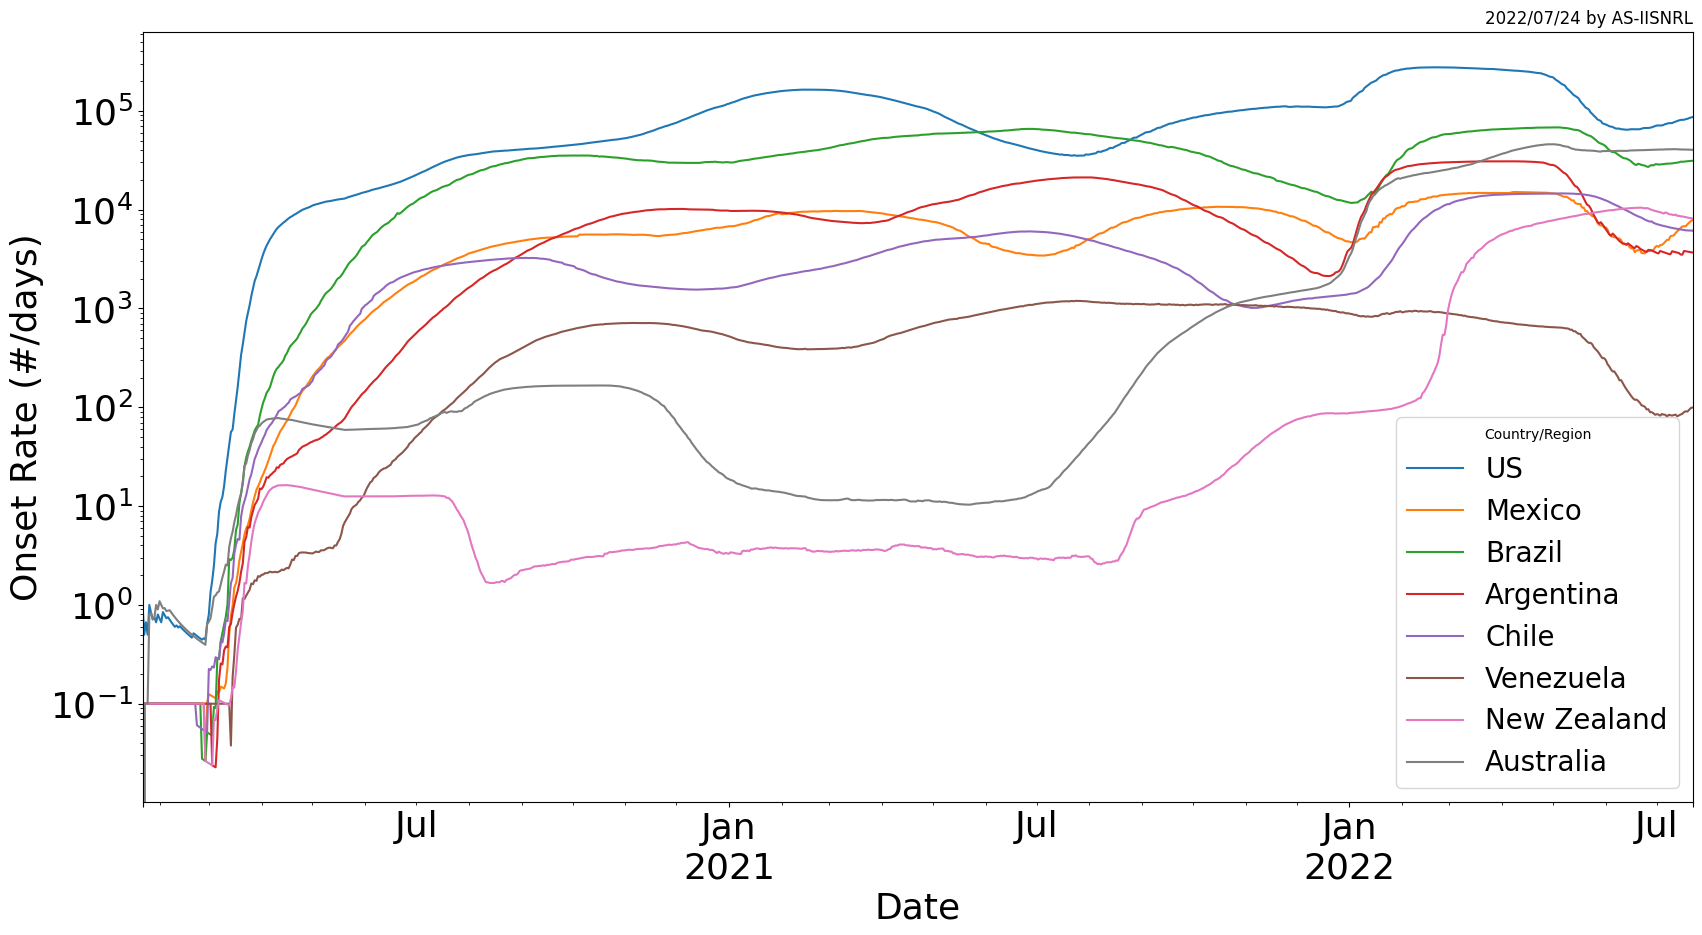 2022/07/24 by AS-IISNRL
Onset Rate (#/days)
10^5
10^4
10^3
10^2
10^1
10^0
10^−1
Country/Region
US
Mexico
Brazil
Argentina
Chile
Venezuela
New Zealand
Australia
Jul Jan Jul Jan Jul
2021 2022
Date